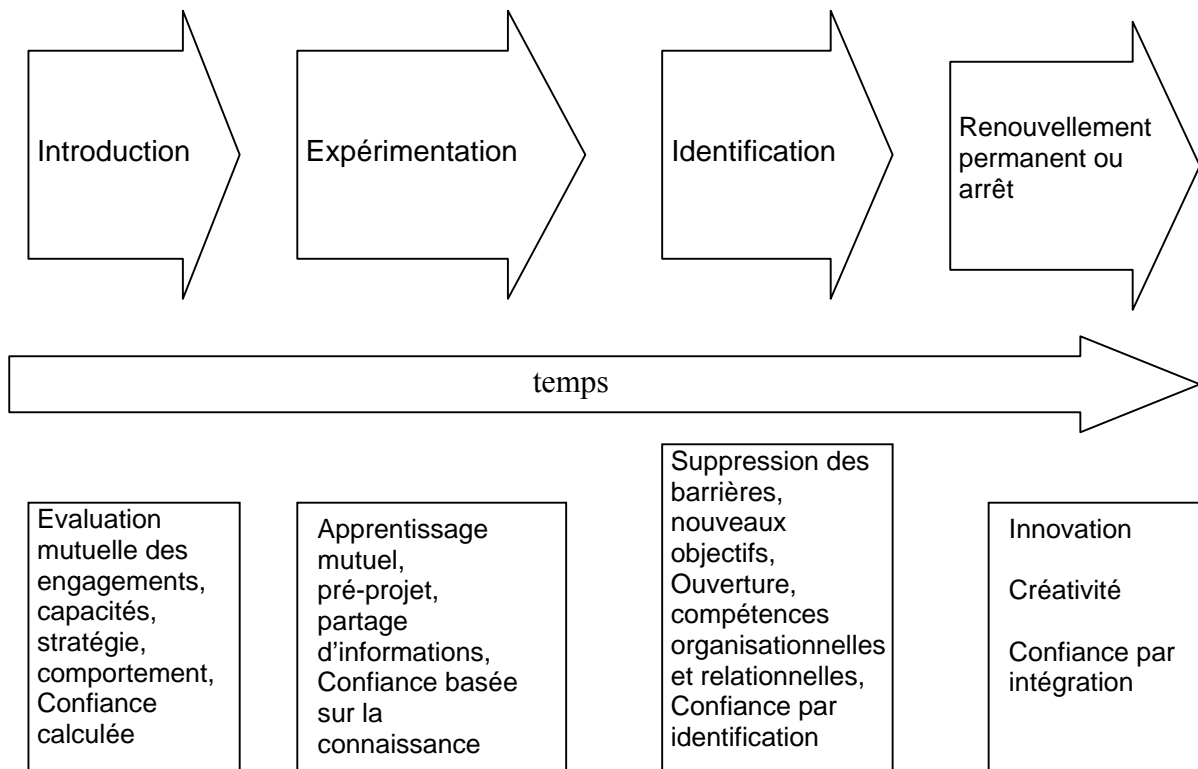 Introduction
Expérimentation
Identification
Renouvellement
permanent ou
arrêt
temps
Evaluation
mutuelle des
engagements,
capacités,
stratégie,
comportement,
Confiance
calculée
Apprentissage
mutuel,
pré-projet,
partage
d'informations,
Confiance basée
sur la
connaissance
Suppression des
barrières,
nouveaux
objectifs,
Ouverture,
compétences
organisationnelles
et relationnelles,
Confiance par
identification
Innovation
Créativité
Confiance par
intégration